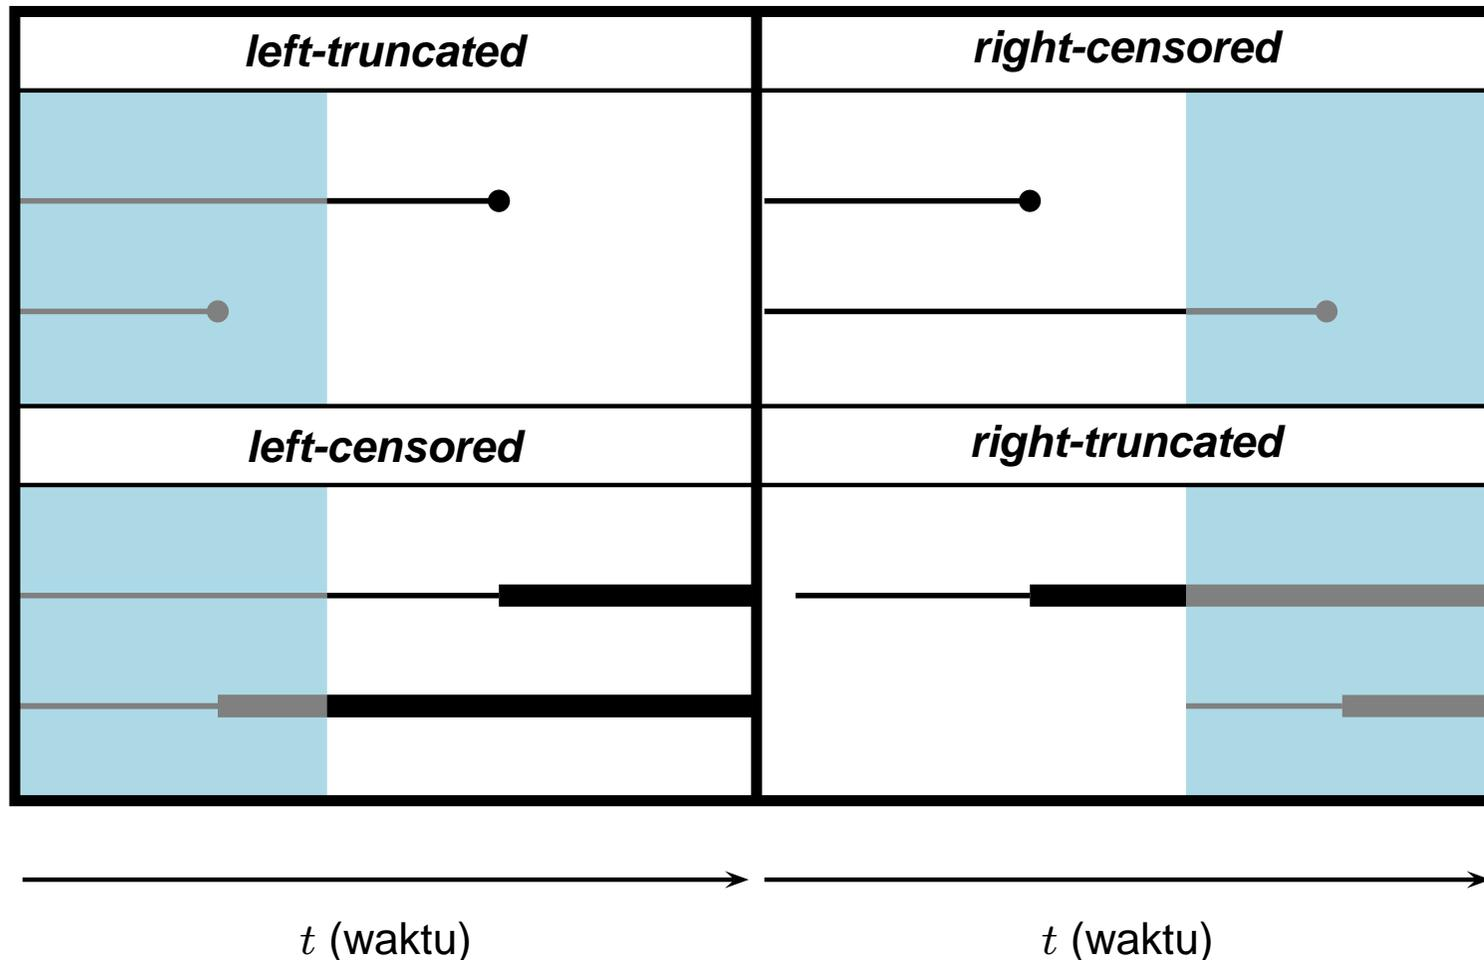 left-truncated
right-censored
left-censored
right-truncated
t (waktu)
t (waktu)